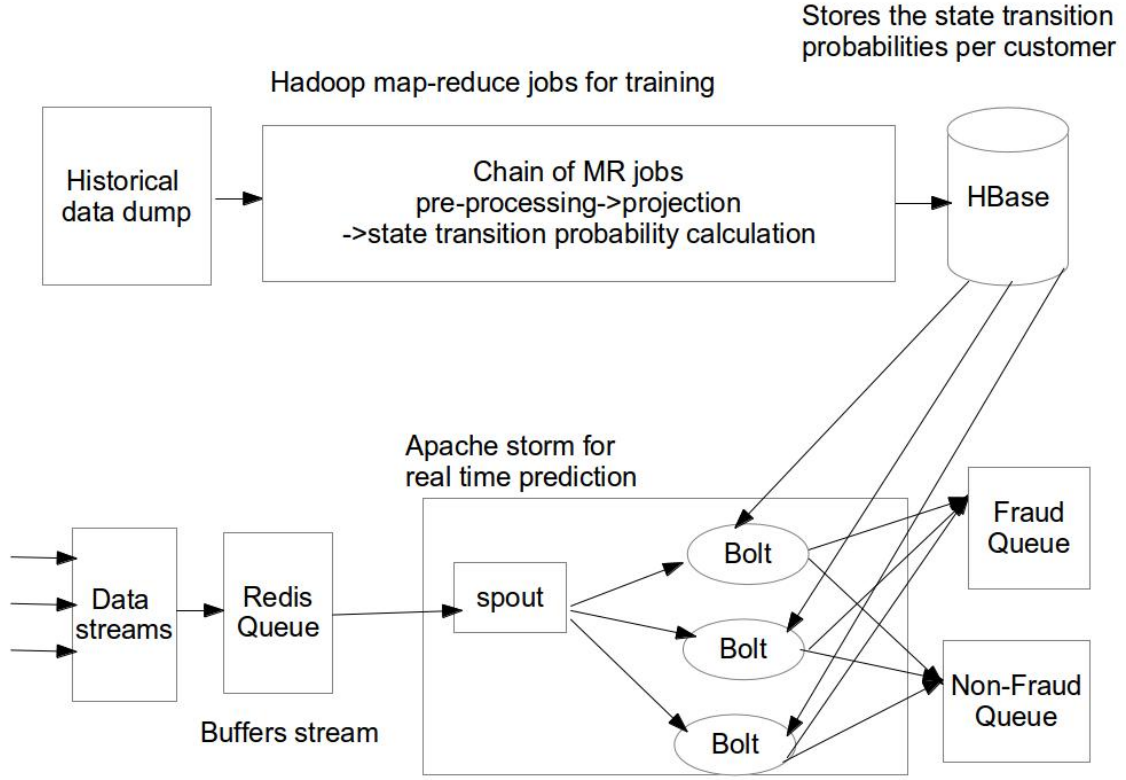 Stores the state transition
probabilities per customer
Hadoop map-reduce jobs for training
Historical
data dump
Chain of MR jobs
pre-processing->projection
->state transition probability calculation
HBase
Apache storm for
real time prediction
Data
streams
Redis
Queue
Buffers stream
spout
Bolt
Bolt
Bolt
Fraud
Queue
Non-Fraud
Queue